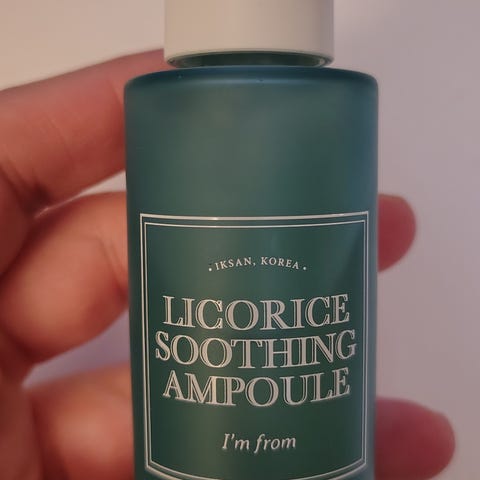 • IKSAN, KOREA •
LICORICE
SOOTHING
AMPOULE
I'm from